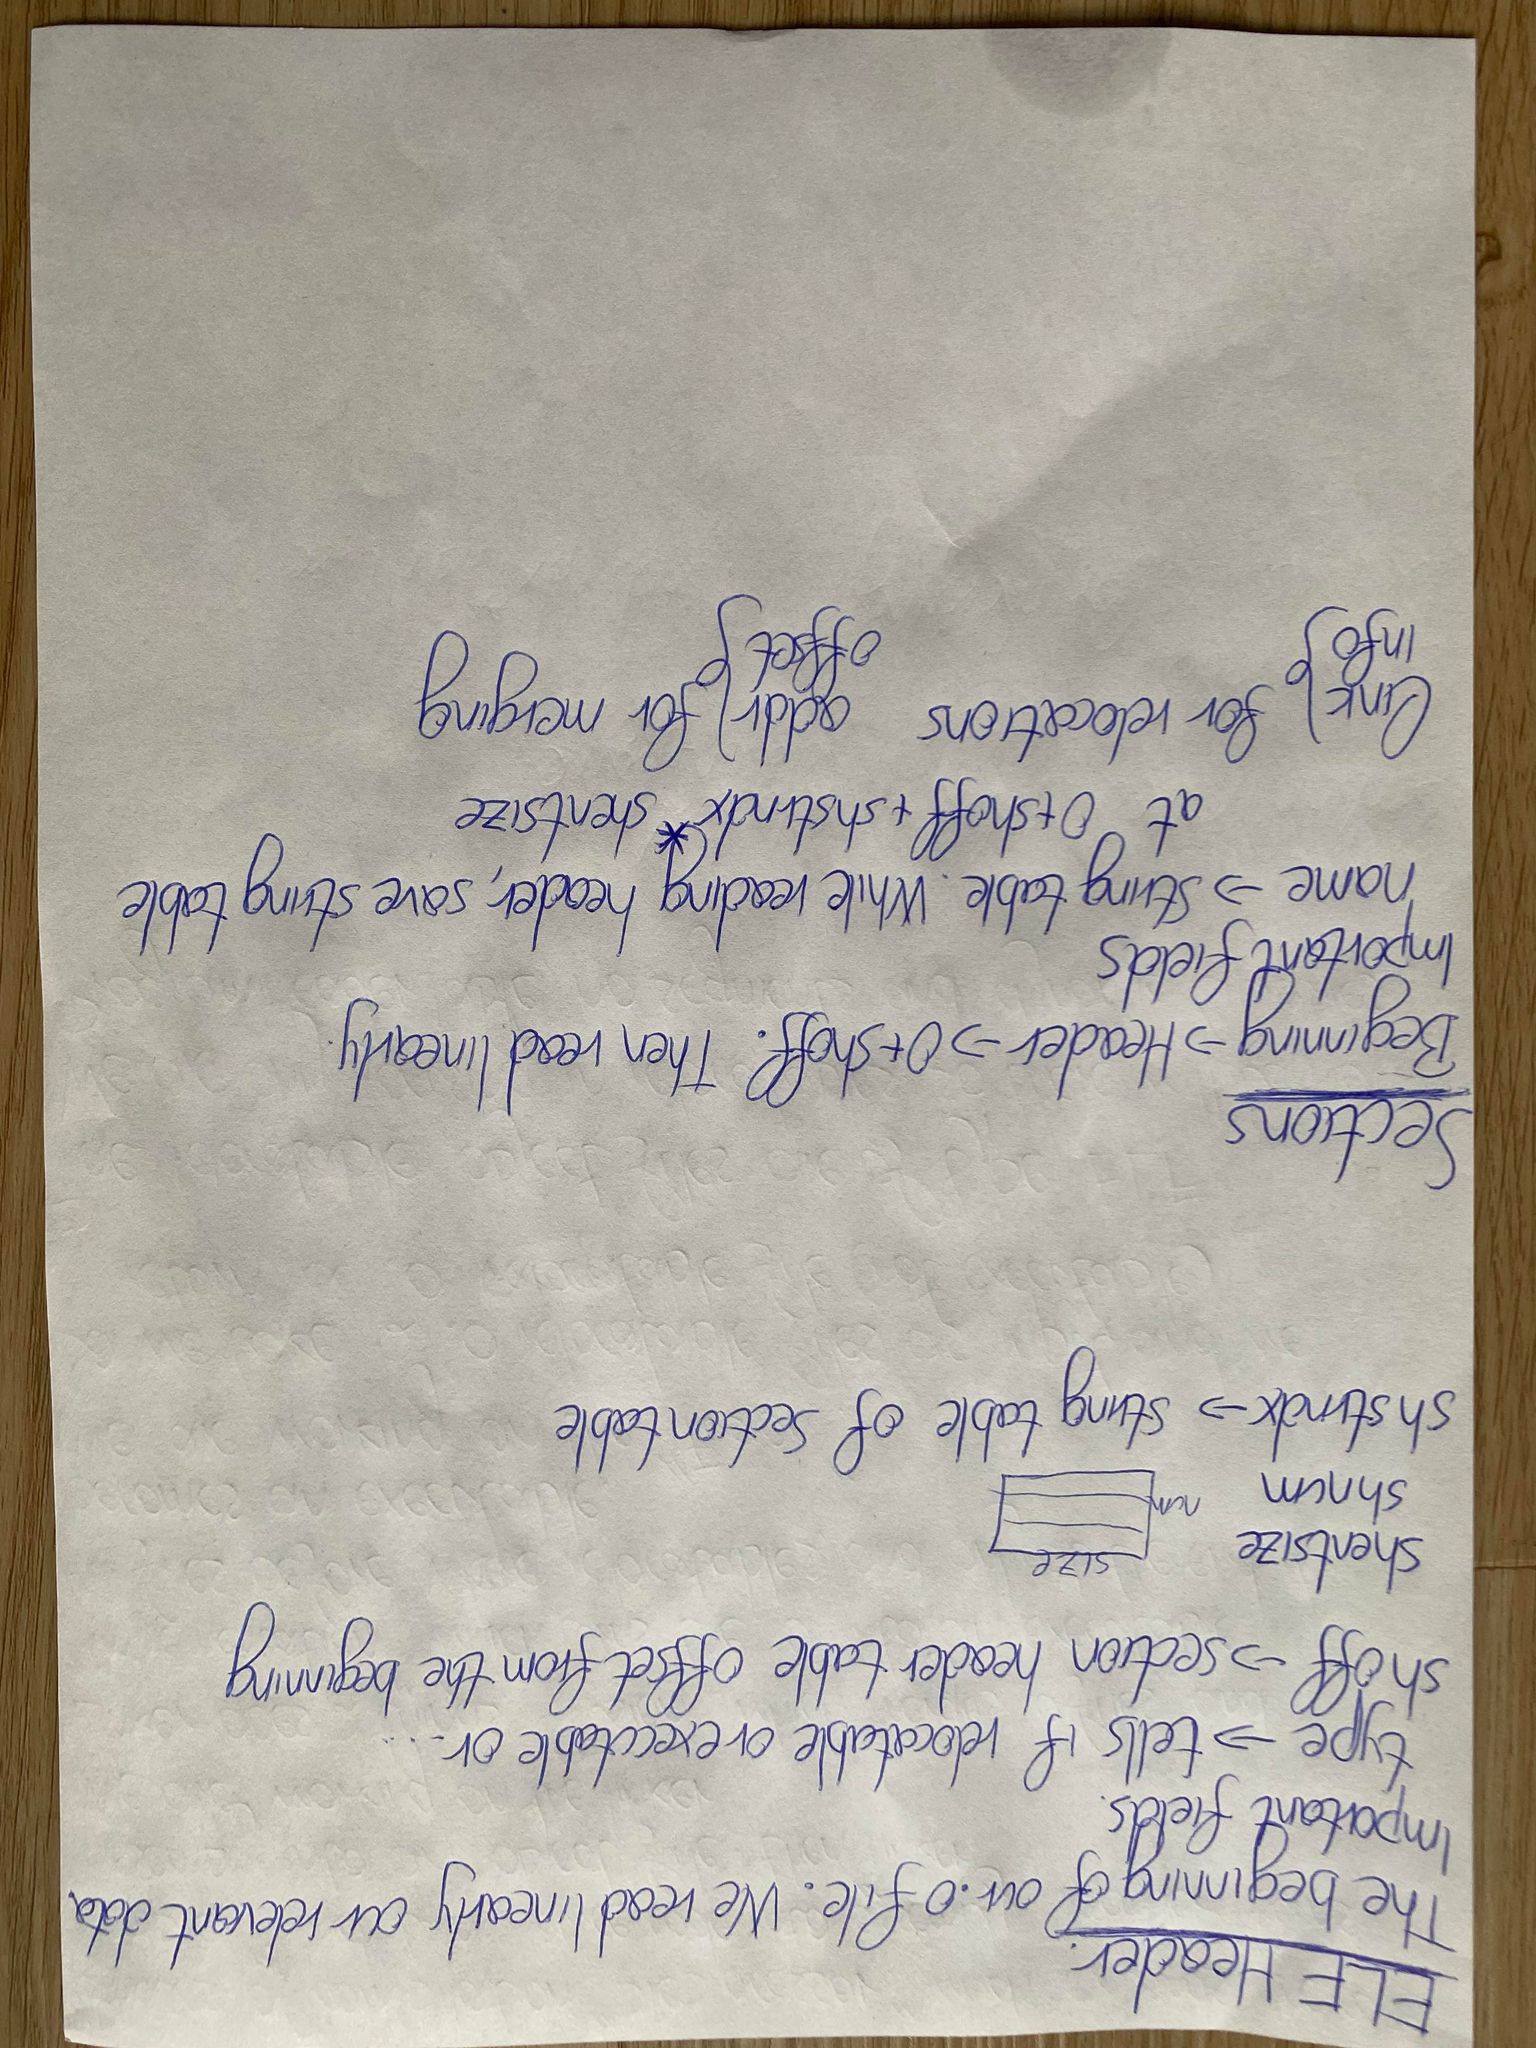 ELF Header.
The beginning of our .o file. We read linearly our relevant data.
Important fields.
type → tells if relocatable or executable or...
shoff → section header table offset from the beginning
size
shentsize
num
shnum
shstrndx → string table of Section table
Sections
Beginning → Header → 0+shoff. Then read linearly.
Important fields
name → String table. While reading header, save string table
at 0+shoff+shstrndx*shentsize
link } for relocations addr } for merging
info offset